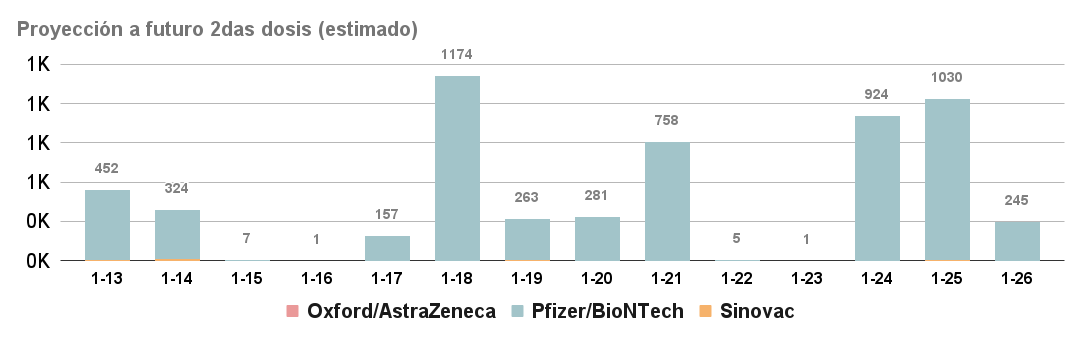 Proyección a futuro 2das dosis (estimado)
1K
1K
1K
1K
0K
0K
452
324
7
1
157
1174
263
281
758
5
1
924
1030
245
1-13 1-14 1-15 1-16 1-17 1-18 1-19 1-20 1-21 1-22 1-23 1-24 1-25 1-26
Oxford/AstraZeneca Pfizer/BioNTech Sinovac